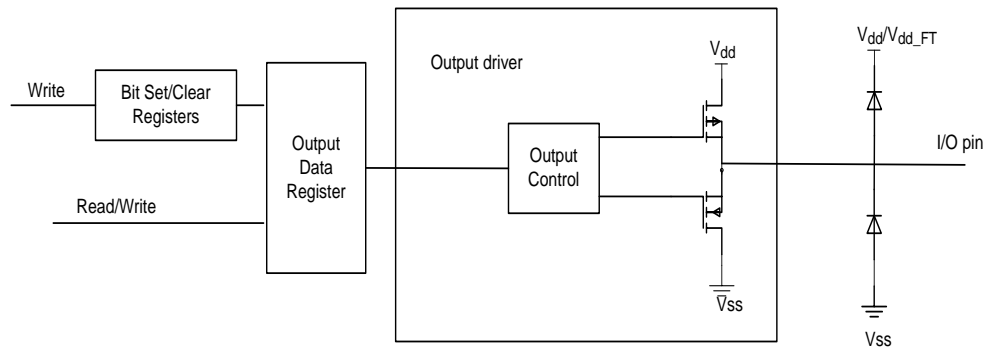 Write
Bit Set/Clear
Registers
Read/Write
Output
Data
Register
Output driver
Output
Control
Vdd
Vss
Vdd/Vdd_FT
I/O pin
Vss